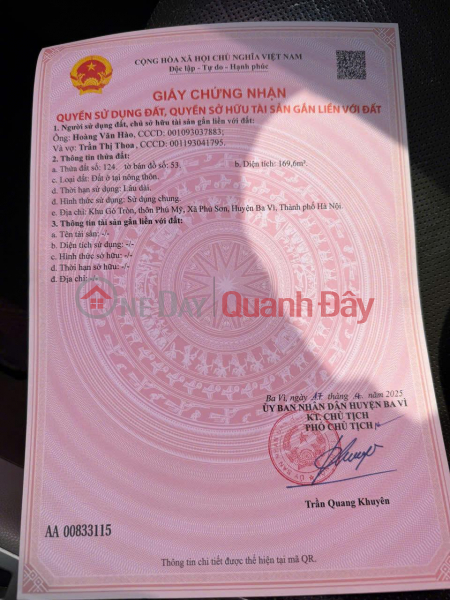 CỘNG HÒA XÃ HỘI CHỦ NGHĨA VIỆT NAM
Độc lập - Tự do - Hạnh phúc
GIẤY CHỨNG NHẬN
QUYỀN SỬ DỤNG ĐẤT, QUYỀN SỞ HỮU TÀI SẢN GẮN LIỀN VỚI ĐẤT
1. Người sử dụng đất, chủ sở hữu tài sản gắn liền với đất:
Ông: Hoàng Văn Hào, CCCD: 001093037883;
Và vợ: Trần Thị Thoa, CCCD: 001193041795.
2. Thông tin thửa đất:
a. Thửa đất số: 124. tờ bản đồ số: 53. b. Diện tích: 169,6m².
c. Loại đất: Đất ở tại nông thôn.
d. Thời hạn sử dụng: Lâu dài.
đ. Hình thức sử dụng: Sử dụng chung.
e. Địa chỉ: Khu Gò Tròn, thôn Phú Mỹ, Xã Phú Sơn, Huyện Ba Vì, Thành phố Hà Nội.
3. Thông tin tài sản gắn liền với đất:
a. Tên tài sản: -/-
b. Diện tích sử dụng: -/-
c. Hình thức sở hữu: -/-
d. Thời hạn sở hữu: -/-
đ. Địa chỉ: -/-
ONE DAY Quanh Đây
Ba Vì, ngày 17 tháng 4 năm 2025
ỦY BAN NHÂN DÂN HUYỆN BA VÌ
KT. CHỦ TỊCH
PHÓ CHỦ TỊCH
Trần Quang Khuyên
AA 00833115
Thông tin chi tiết được thể hiện tại mã QR.